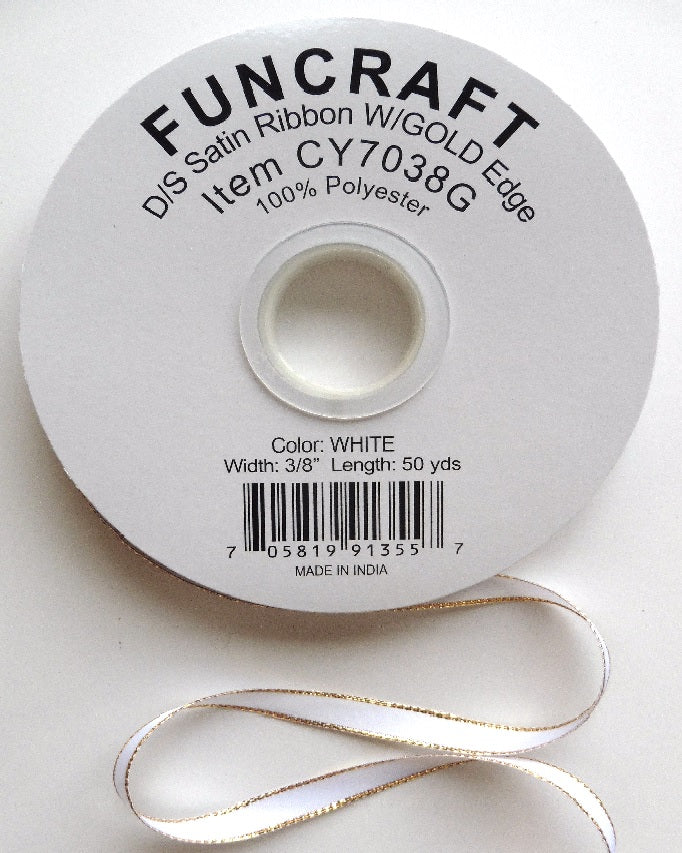 FUNCRAFT
D/S Satin Ribbon W/GOLD Edge
Item CY7038G
100% Polyester
Color: WHITE
Width: 3/8” Length: 50 yds
7 05819 91355 7
MADE IN INDIA